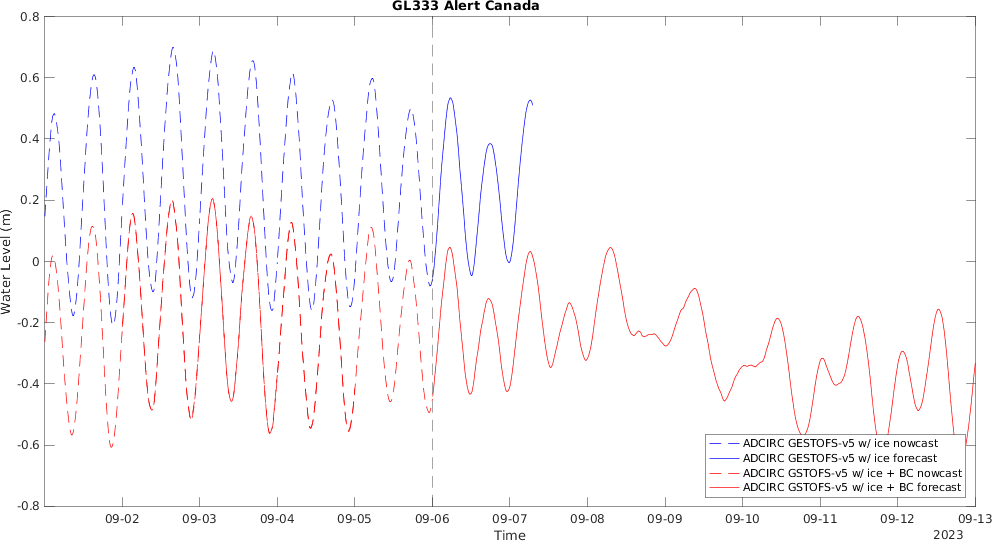 GL333 Alert Canada
0.8
0.6
0.4
0.2
0
-0.2
-0.4
-0.6
-0.8
Water Level (m)
ADCIRC GESTOFS-v5 w/ ice nowcast
ADCIRC GESTOFS-v5 w/ ice forecast
ADCIRC GSTOFS-v5 w/ ice + BC nowcast
ADCIRC GSTOFS-v5 w/ ice + BC forecast
09-02 09-03 09-04 09-05 09-06 09-07 09-08 09-09 09-10 09-11 09-12 09-13
Time
2023